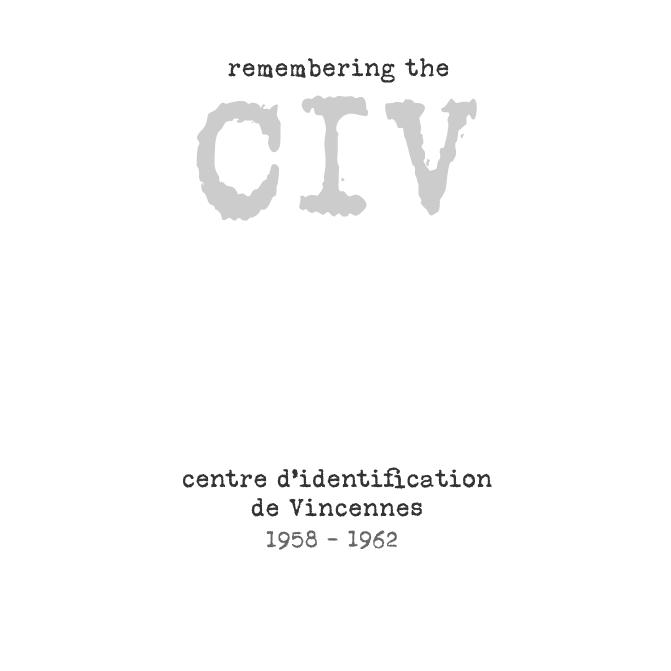 remembering the
CIV
centre d'identification
de Vincennes
1958 - 1962